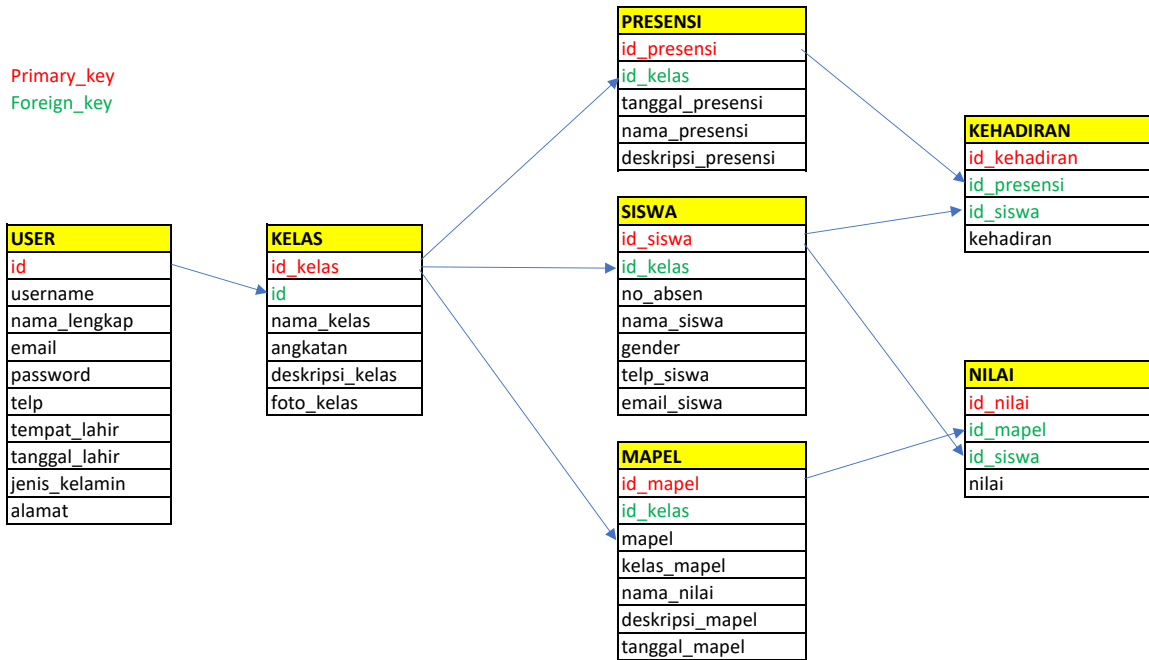 Primary_key
Foreign_key
USER
id
username
nama_lengkap
email
password
telp
tempat_lahir
tanggal_lahir
jenis_kelamin
alamat
KELAS
id_kelas
id
nama_kelas
angkatan
deskripsi_kelas
foto_kelas
PRESENSI
id_presensi
id_kelas
tanggal_presensi
nama_presensi
deskripsi_presensi
SISWA
id_siswa
id_kelas
no_absen
nama_siswa
gender
telp_siswa
email_siswa
MAPEL
id_mapel
id_kelas
mapel
kelas_mapel
nama_nilai
deskripsi_mapel
tanggal_mapel
KEHADIRAN
id_kehadiran
id_presensi
id_siswa
kehadiran
NILAI
id_nilai
id_mapel
id_siswa
nilai